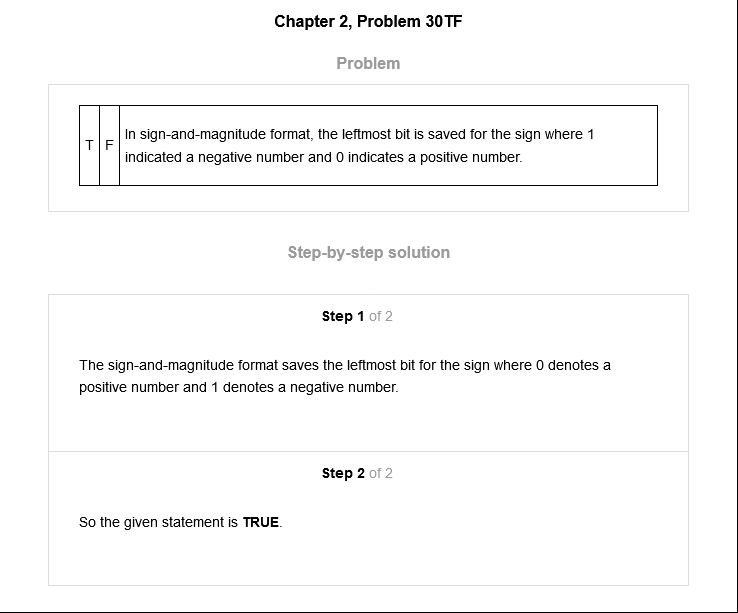 Chapter 2, Problem 30TF
Problem
T F In sign-and-magnitude format, the leftmost bit is saved for the sign where 1
indicated a negative number and 0 indicates a positive number.
Step-by-step solution
Step 1 of 2
The sign-and-magnitude format saves the leftmost bit for the sign where 0 denotes a
positive number and 1 denotes a negative number.
Step 2 of 2
So the given statement is TRUE.